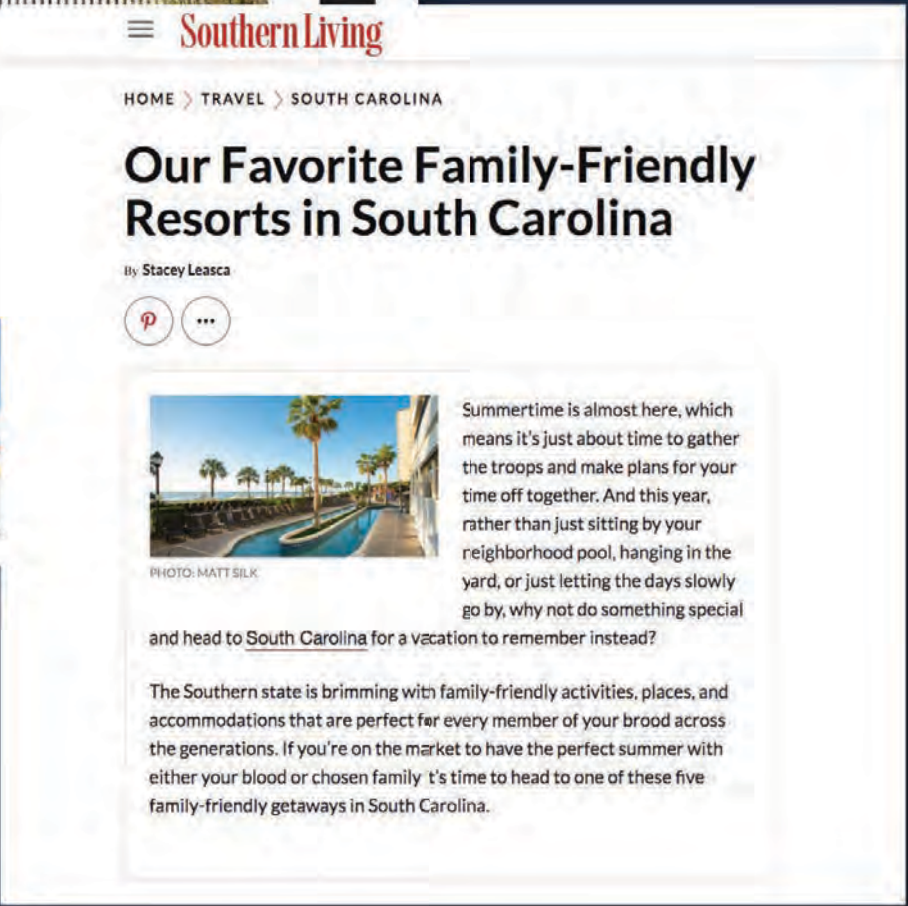 Southern Living
HOME > TRAVEL > SOUTH CAROLINA
Our Favorite Family-Friendly
Resorts in South Carolina
By Stacey Leasca
Summertime is almost here, which
means it's just about time to gather
the troops and make plans for your
time off together. And this year,
rather than just sitting by your
neighborhood pool, hanging in the
yard, or just letting the days slowly
go by, why not do something special
PHOTO: MATT SILK
and head to South Carolina for a vacation to remember instead?
The Southern state is brimming with family-friendly activities, places, and
accommodations that are perfect for every member of your brood across
the generations. If you're on the market to have the perfect summer with
either your blood or chosen family t's time to head to one of these five
family-friendly getaways in South Carolina.